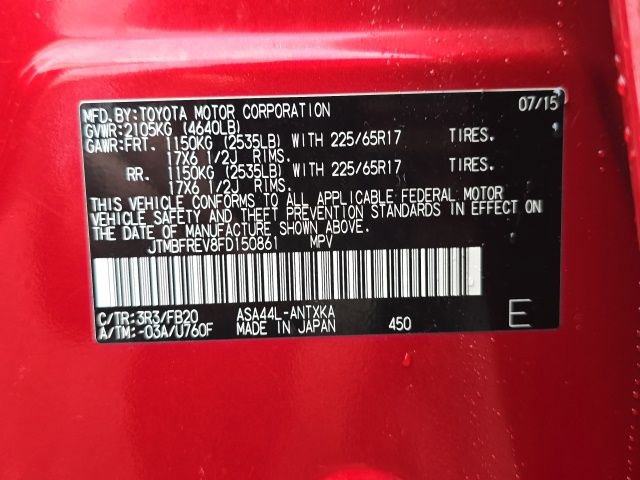 MFD.BY:TOYOTA MOTOR CORPORATION 07/15
GVWR:2105KG (4640LB)
GAWR:FRT. 1150KG (2535LB) WITH 225/65R17 TIRES.
17X6 1/2J RIMS.
RR. 1150KG (2535LB) WITH 225/65R17 TIRES.
17X6 1/2J RIMS.
THIS VEHICLE CONFORMS TO ALL APPLICABLE FEDERAL MOTOR
VEHICLE SAFETY AND THEFT PREVENTION STANDARDS IN EFFECT ON
THE DATE OF MANUFACTURE SHOWN ABOVE.
JTMBFREV8FD150861 MPV
C/TR:3R3/FB20 ASA44L-ANTXKA
A/TM:-03A/U760F MADE IN JAPAN 450 E